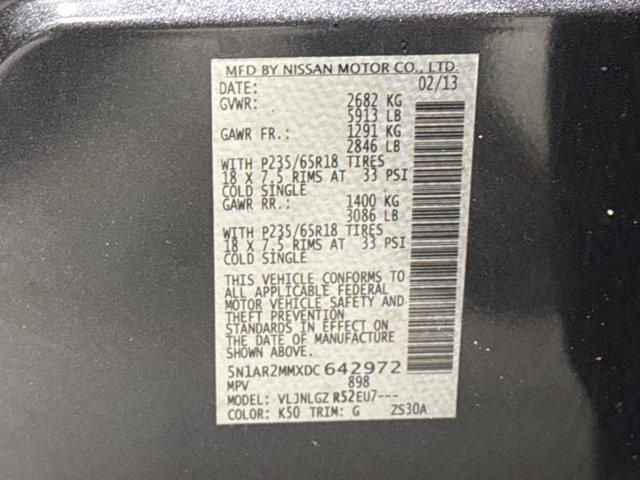 MFD BY NISSAN MOTOR CO., LTD.
DATE: 02/13
GVWR: 2682 KG
5913 LB
GAWR FR.: 1291 KG
2846 LB
WITH P235/65R18 TIRES
18 X 7.5 RIMS AT 33 PSI
COLD SINGLE
GAWR RR.: 1400 KG
3086 LB
WITH P235/65R18 TIRES
18 X 7.5 RIMS AT 33 PSI
COLD SINGLE
THIS VEHICLE CONFORMS TO
ALL APPLICABLE FEDERAL
MOTOR VEHICLE SAFETY AND
THEFT PREVENTION
STANDARDS IN EFFECT ON
THE DATE OF MANUFACTURE
SHOWN ABOVE.
5N1AR2MMXDC642972
MPV 898
MODEL: VLJNLGZ R52EU7---
COLOR: K50 TRIM: G ZS30A